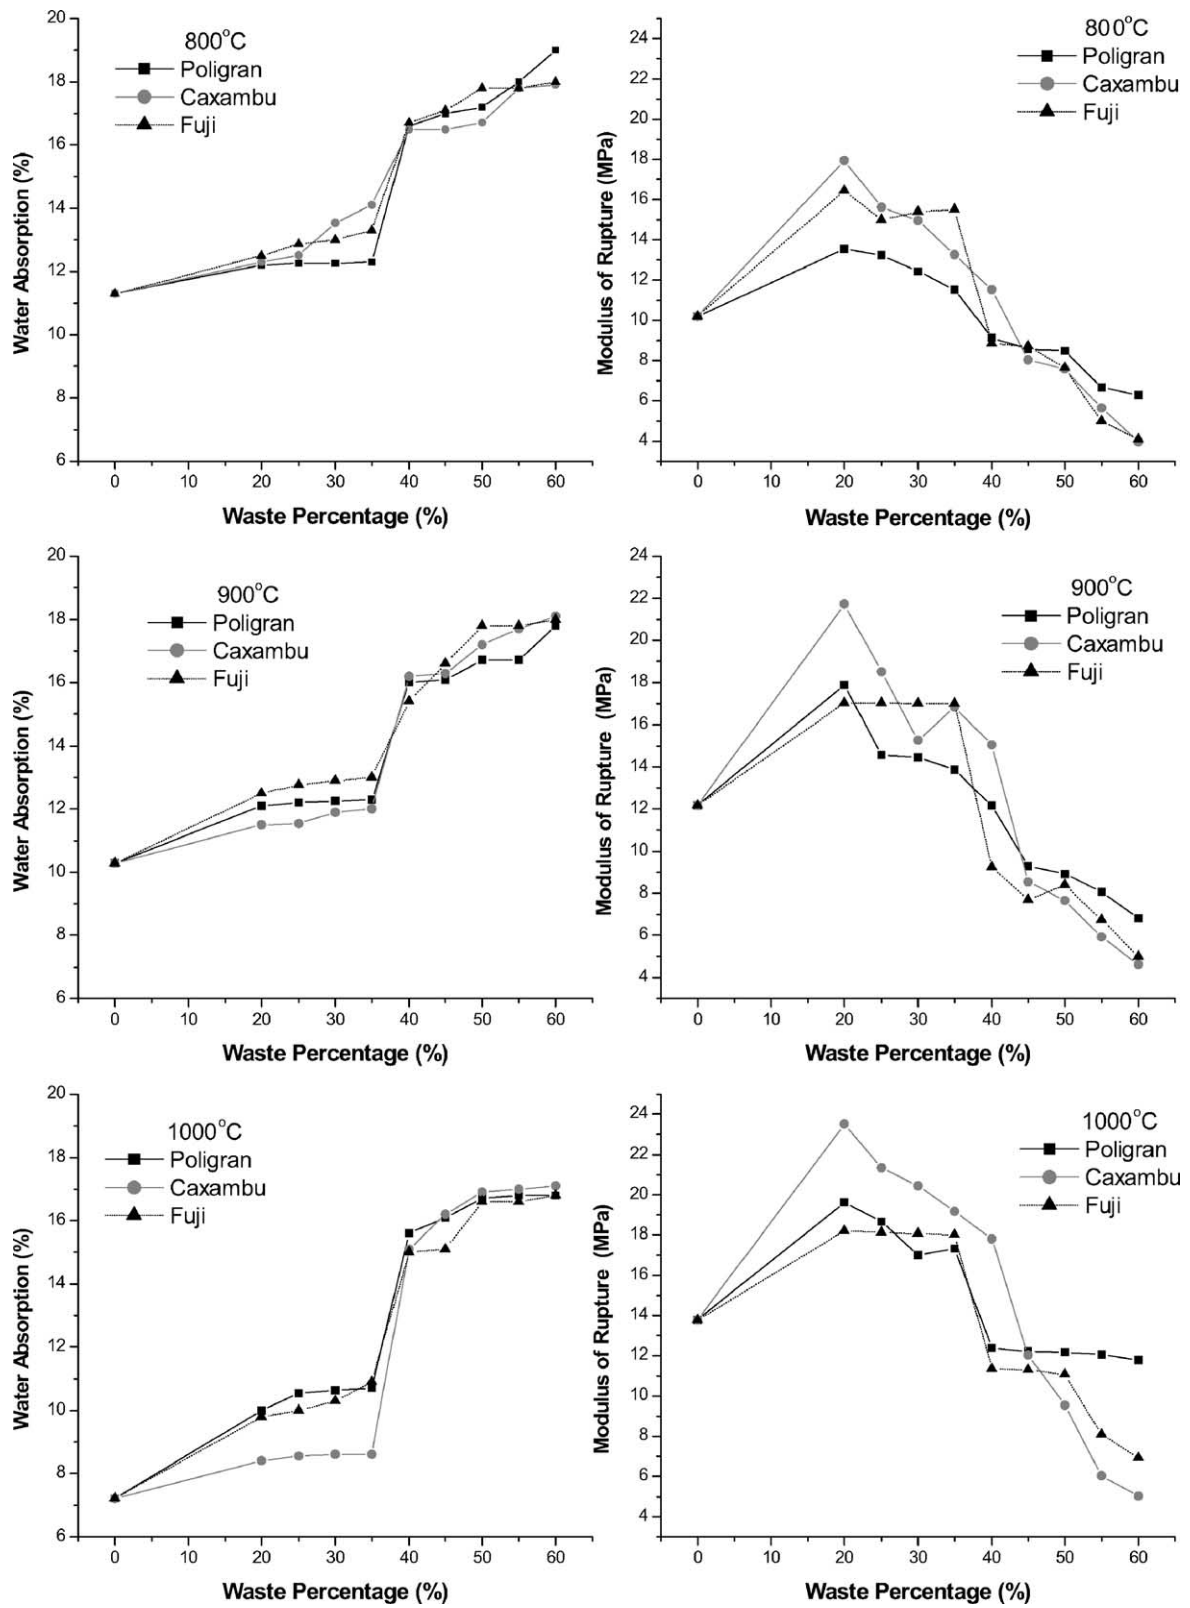 20
18
16
14
12
10
8
6
Water Absorption (%)
800°C
Poligran
Caxambu
Fuji
0 10 20 30 40 50 60
Waste Percentage (%)
24
22
20
18
16
14
12
10
8
6
4
Modulus of Rupture (MPa)
800°C
Poligran
Caxambu
Fuji
0 10 20 30 40 50 60
Waste Percentage (%)
20
18
16
14
12
10
8
6
Water Absorption (%)
900°C
Poligran
Caxambu
Fuji
0 10 20 30 40 50 60
Waste Percentage (%)
24
22
20
18
16
14
12
10
8
6
4
Modulus of Rupture (MPa)
900°C
Poligran
Caxambu
Fuji
0 10 20 30 40 50 60
Waste Percentage (%)
20
18
16
14
12
10
8
6
Water Absorption (%)
1000°C
Poligran
Caxambu
Fuji
0 10 20 30 40 50 60
Waste Percentage (%)
24
22
20
18
16
14
12
10
8
6
4
Modulus of Rupture (MPa)
1000°C
Poligran
Caxambu
Fuji
0 10 20 30 40 50 60
Waste Percentage (%)